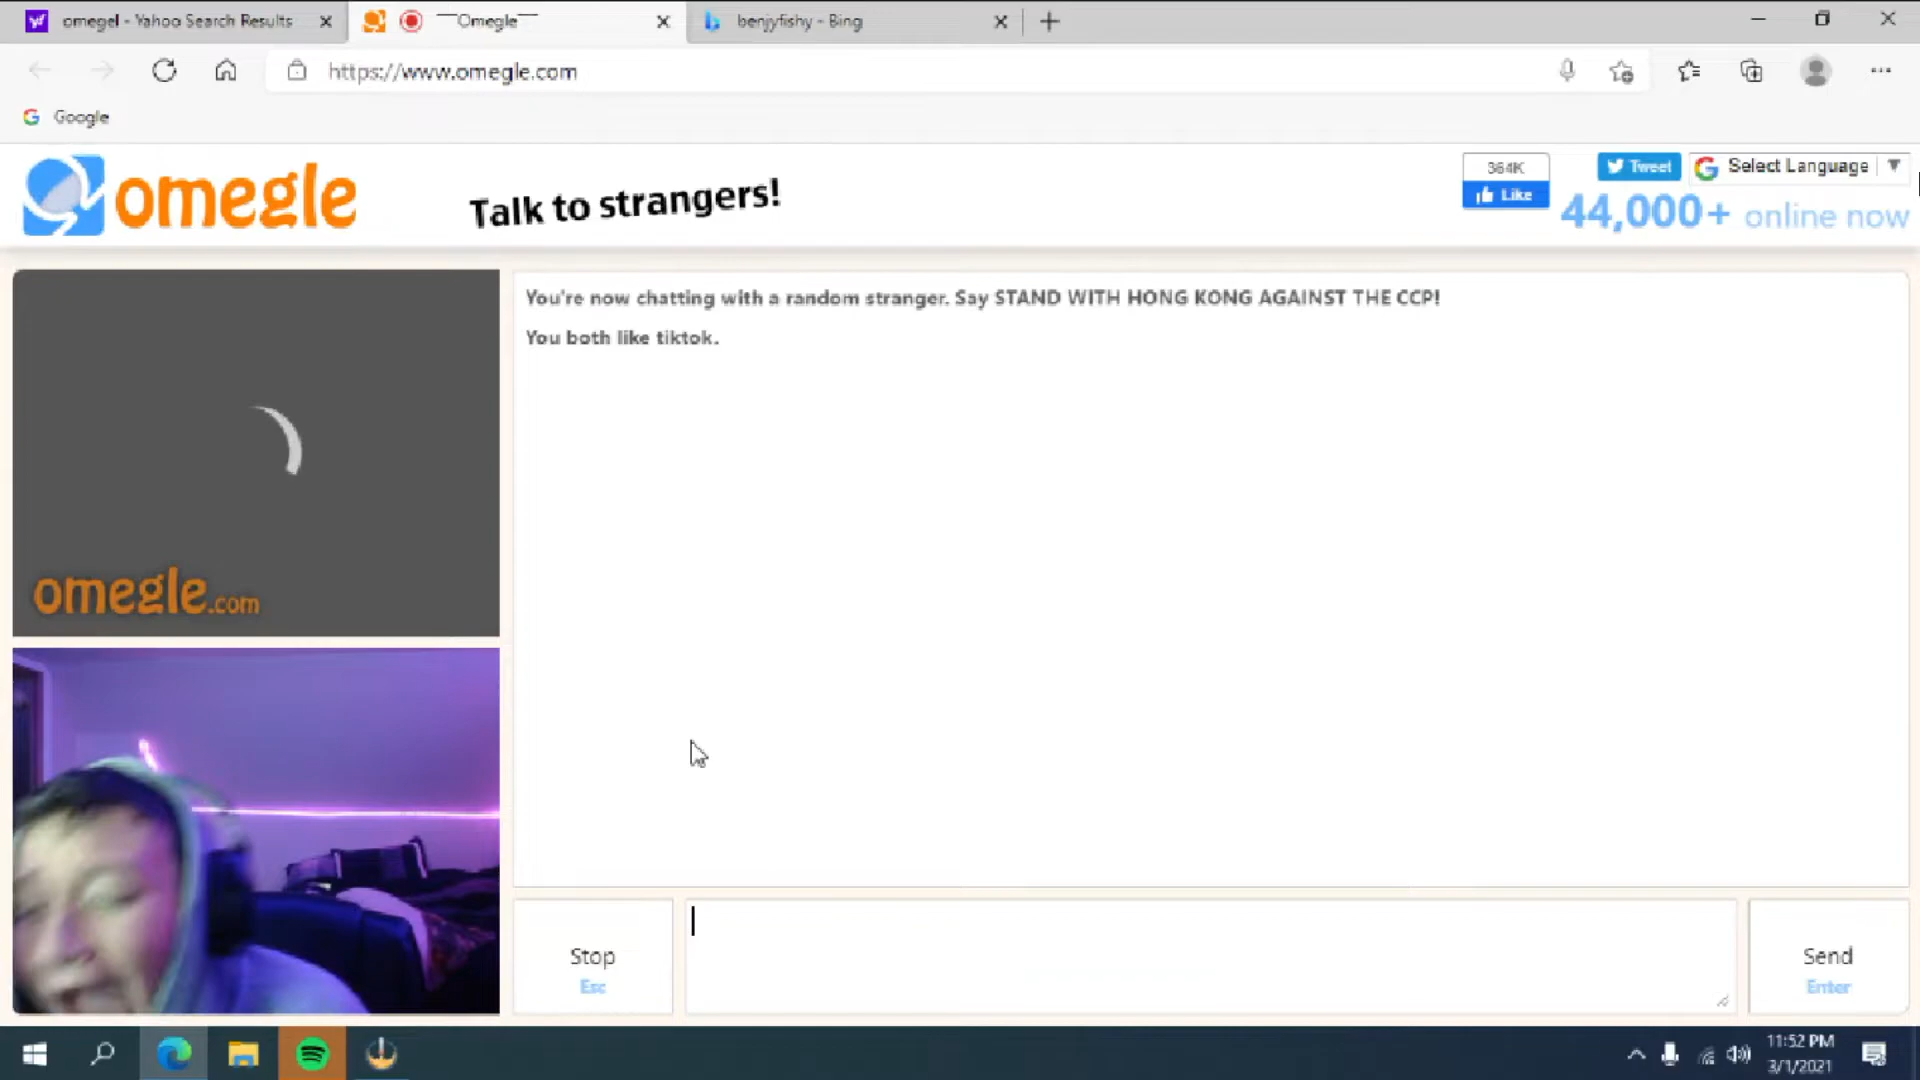 omegel - Yahoo Search Results
Omegle
benjyfishy - Bing
https://www.omegle.com
Google
omegle
Talk to strangers!
364K
Like
Tweet
Select Language
44,000+ online now
You're now chatting with a random stranger. Say STAND WITH HONG KONG AGAINST THE CCP!
You both like tiktok.
omegle.com
Stop
Esc
Send
Enter
11:52 PM
3/1/2021